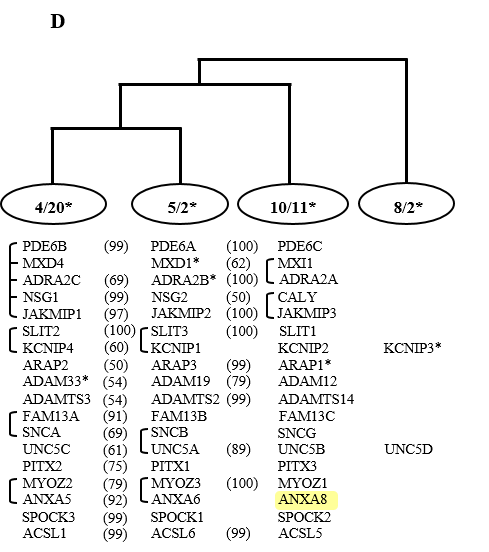 D
4/20* 5/2* 10/11* 8/2*
PDE6B (99) PDE6A (100) PDE6C
MXD4 MXD1* (62) MXI1
ADRA2C (69) ADRA2B* (100) ADRA2A
NSG1 (99) NSG2 (50) CALY
JAKMIP1 (97) JAKMIP2 (100) JAKMIP3
SLIT2 (100) SLIT3 (100) SLIT1
KCNIP4 (60) KCNIP1 KCNIP2 KCNIP3*
ARAP2 (50) ARAP3 (99) ARAP1*
ADAM33* (54) ADAM19 (79) ADAM12
ADAMTS3 (54) ADAMTS2 (99) ADAMTS14
FAM13A (91) FAM13B FAM13C
SNCA (69) SNCB SNCG
UNC5C (61) UNC5A (89) UNC5B UNC5D
PITX2 (75) PITX1 PITX3
MYOZ2 (79) MYOZ3 (100) MYOZ1
ANXA5 (92) ANXA6 ANXA8
SPOCK3 (99) SPOCK1 SPOCK2
ACSL1 (99) ACSL6 (99) ACSL5